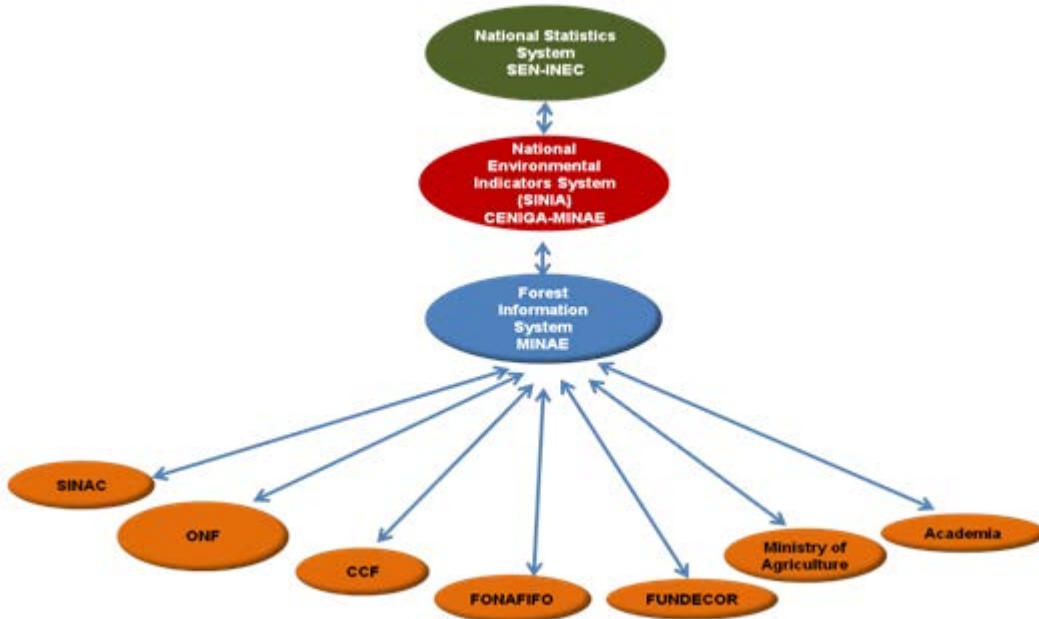 National Statistics
System
SEN-INEC
National
Environmental
Indicators System
(SINIA)
CENIGA-MINAE
Forest
Information
System
MINAE
SINAC
ONF
CCF
FONAFIFO
FUNDECOR
Ministry of
Agriculture
Academia